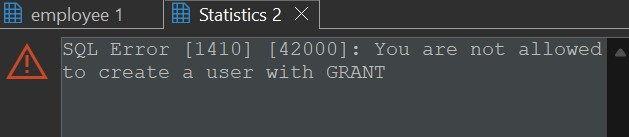 employee 1
Statistics 2
SQL Error [1410] [42000]: You are not allowed
to create a user with GRANT